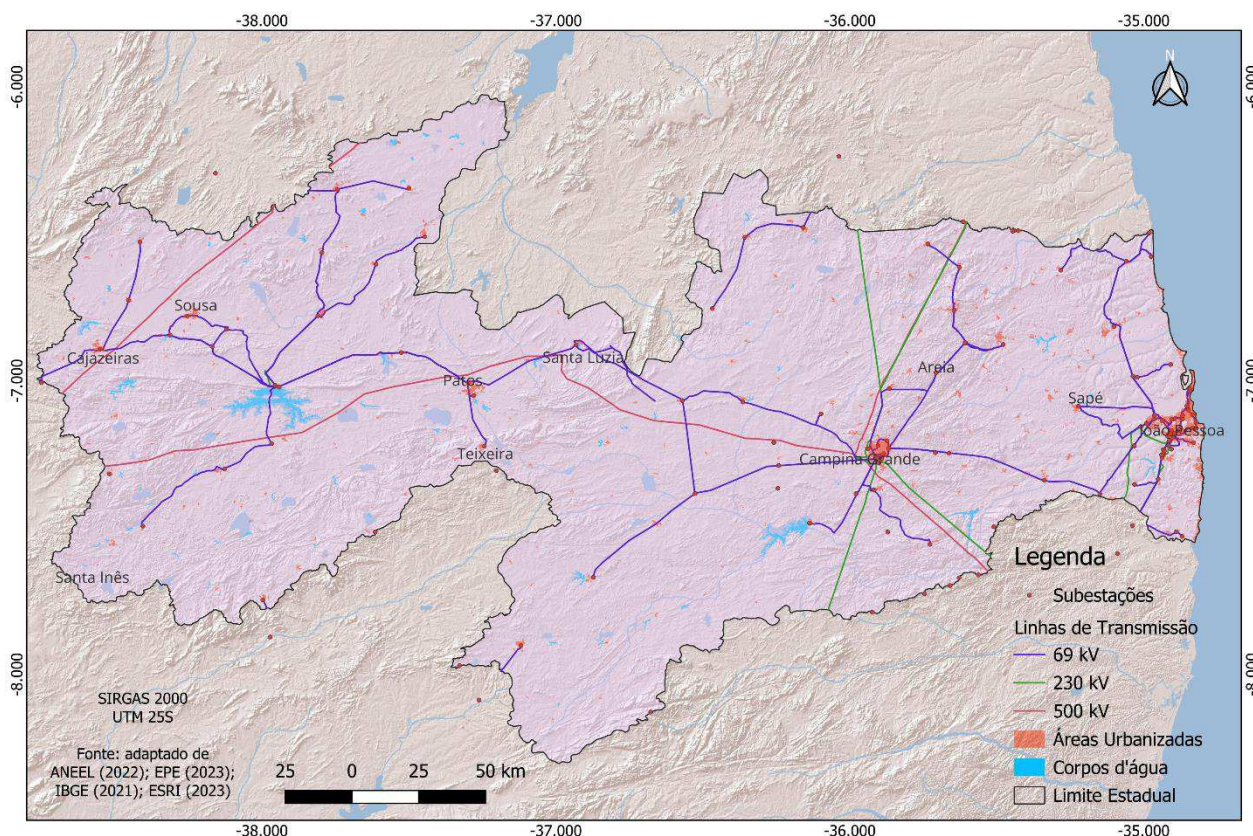 -38.000
-37.000
-36.000
-35.000
-6.000
-6.000
N
Sousa
Cajazeiras
Santa Luzia
-7.000
Patos
Areia
-7.000
Sapé
João Pessoa
Teixeira
Campina Grande
Santa Inês
-8.000
-8.000
Legenda
Subestações
Linhas de Transmissão
69 kV
230 kV
500 kV
Áreas Urbanizadas
Corpos d'água
Limite Estadual
SIRGAS 2000
UTM 25S
Fonte: adaptado de
ANEEL (2022); EPE (2023);
IBGE (2021); ESRI (2023)
25 0 25 50 km
-38.000
-37.000
-36.000
-35.000